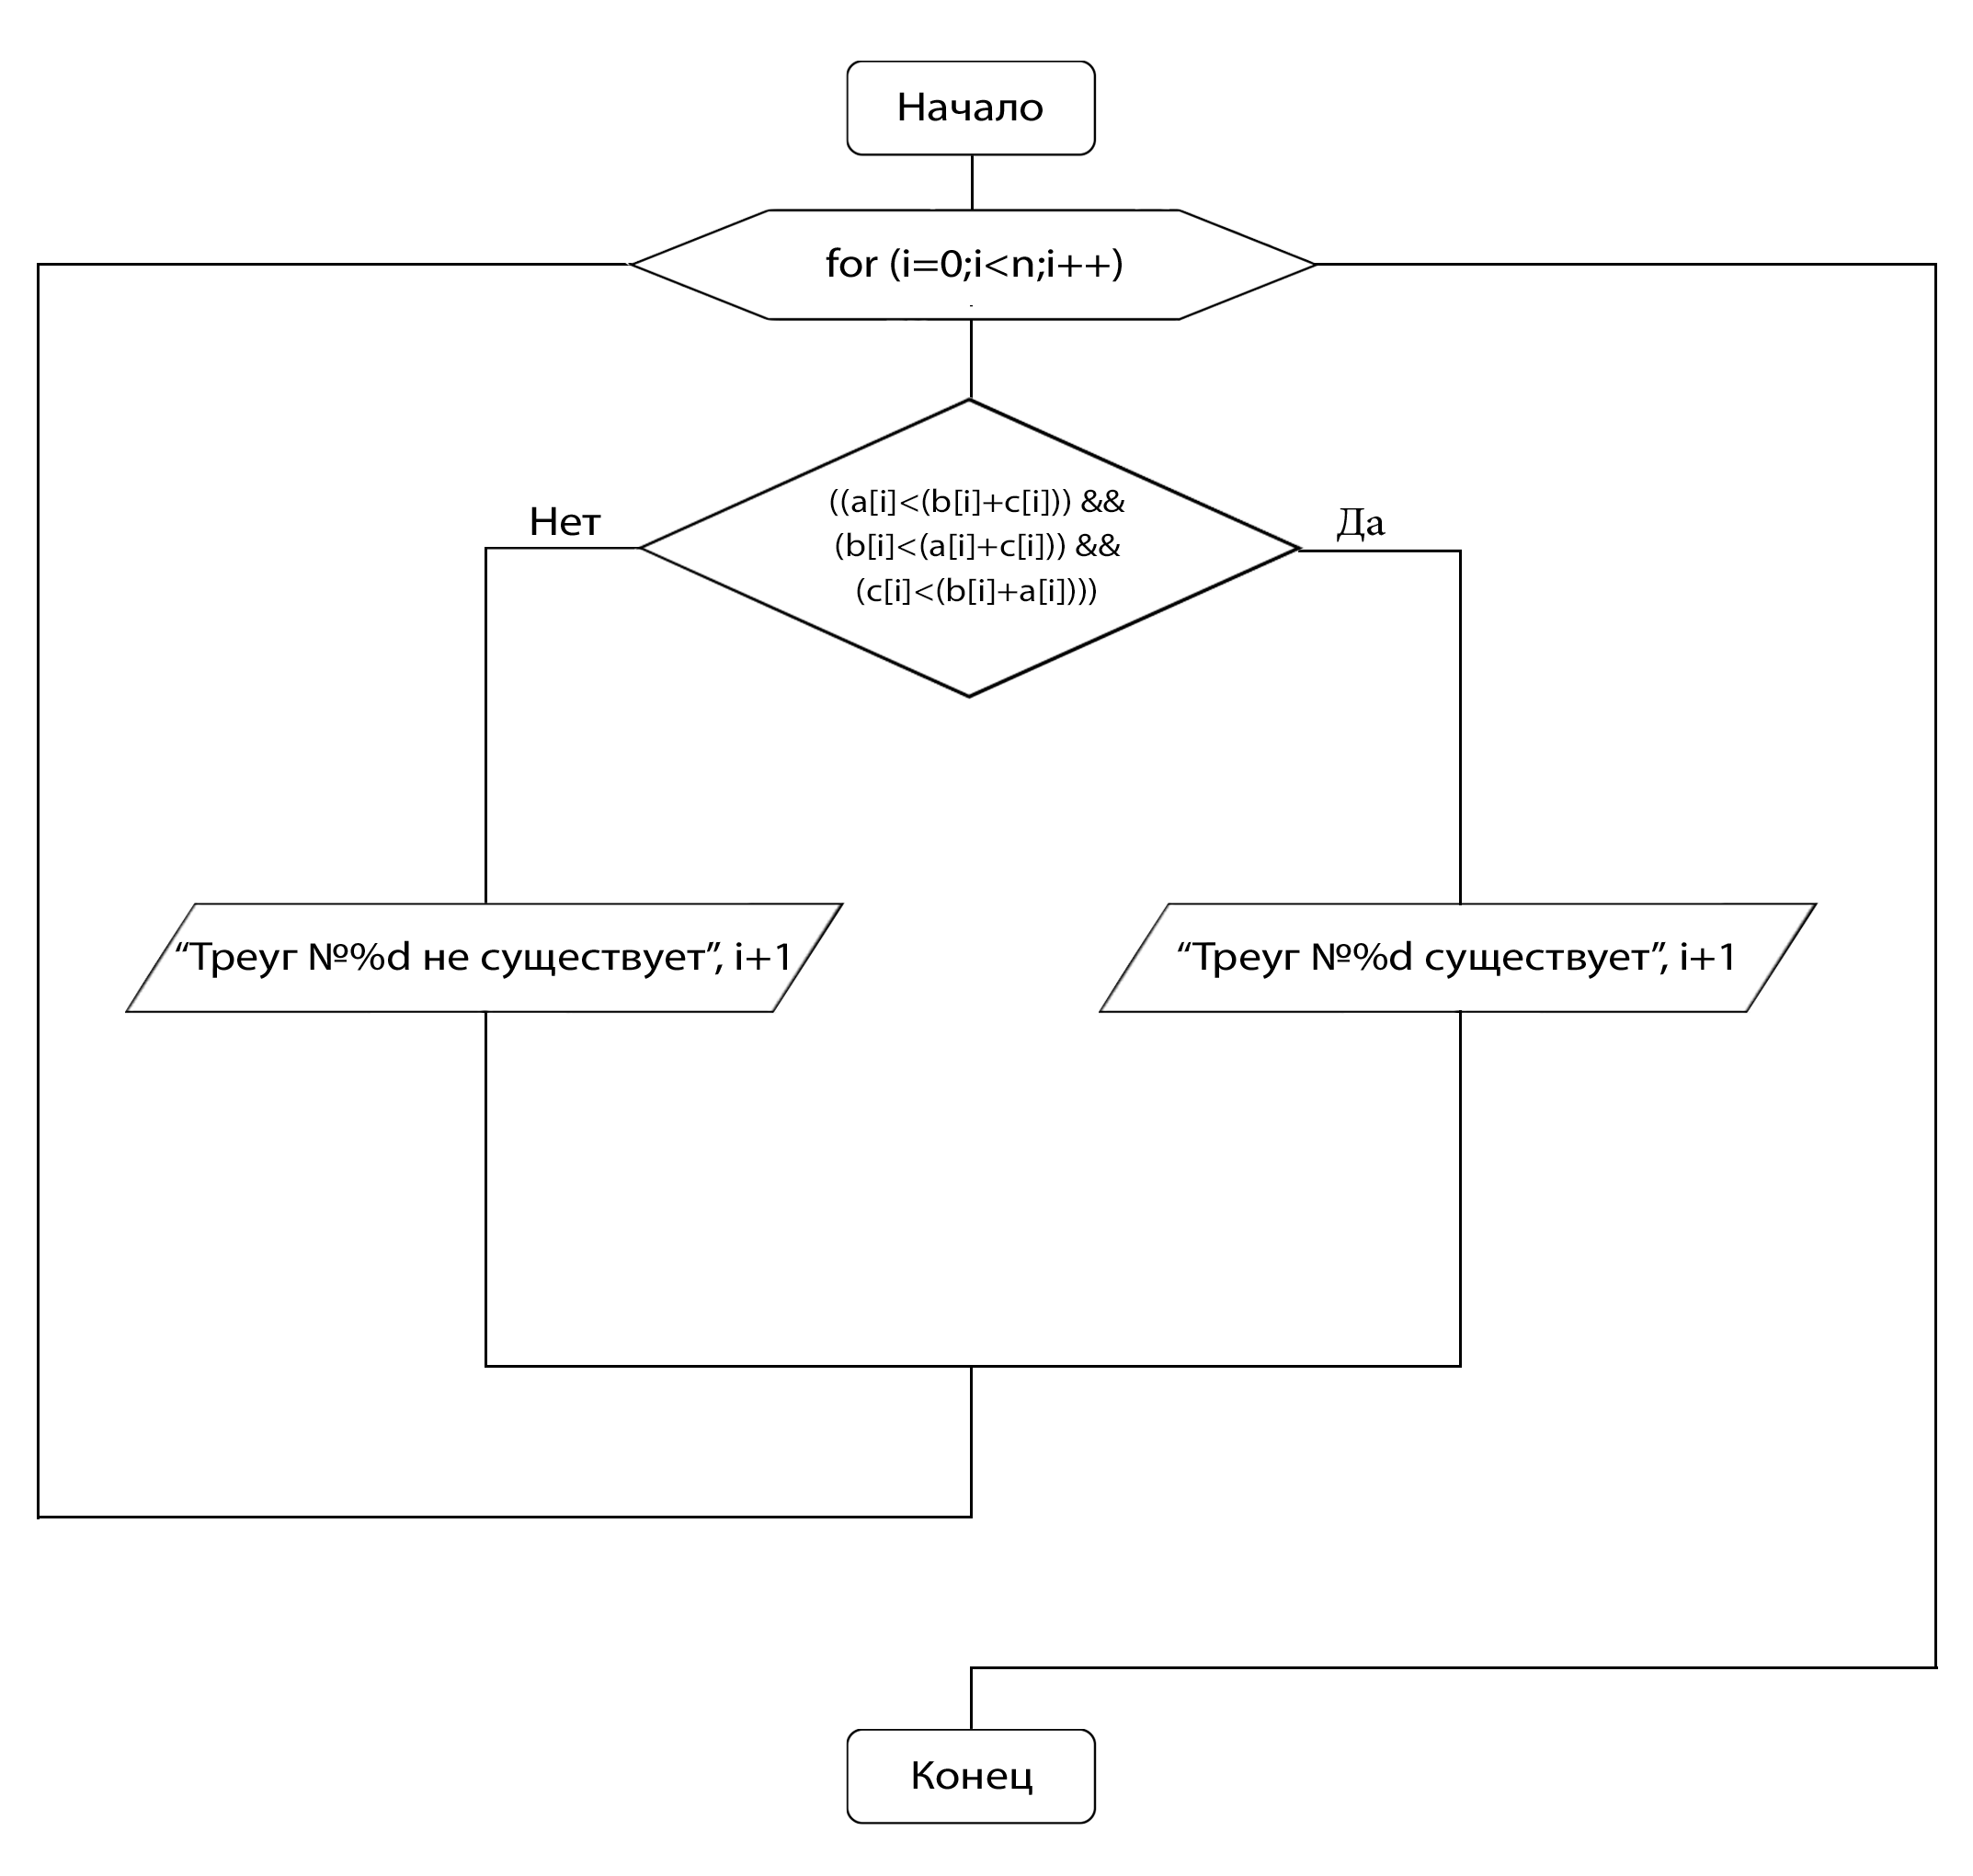 Начало
for (i=0;i<n;i++)
((a[i]<(b[i]+c[i])) &&
(b[i]<(a[i]+c[i])) &&
(c[i]<(b[i]+a[i])))
Нет
Да
“Треуг №%d не существует”, i+1
“Треуг №%d существует”, i+1
Конец